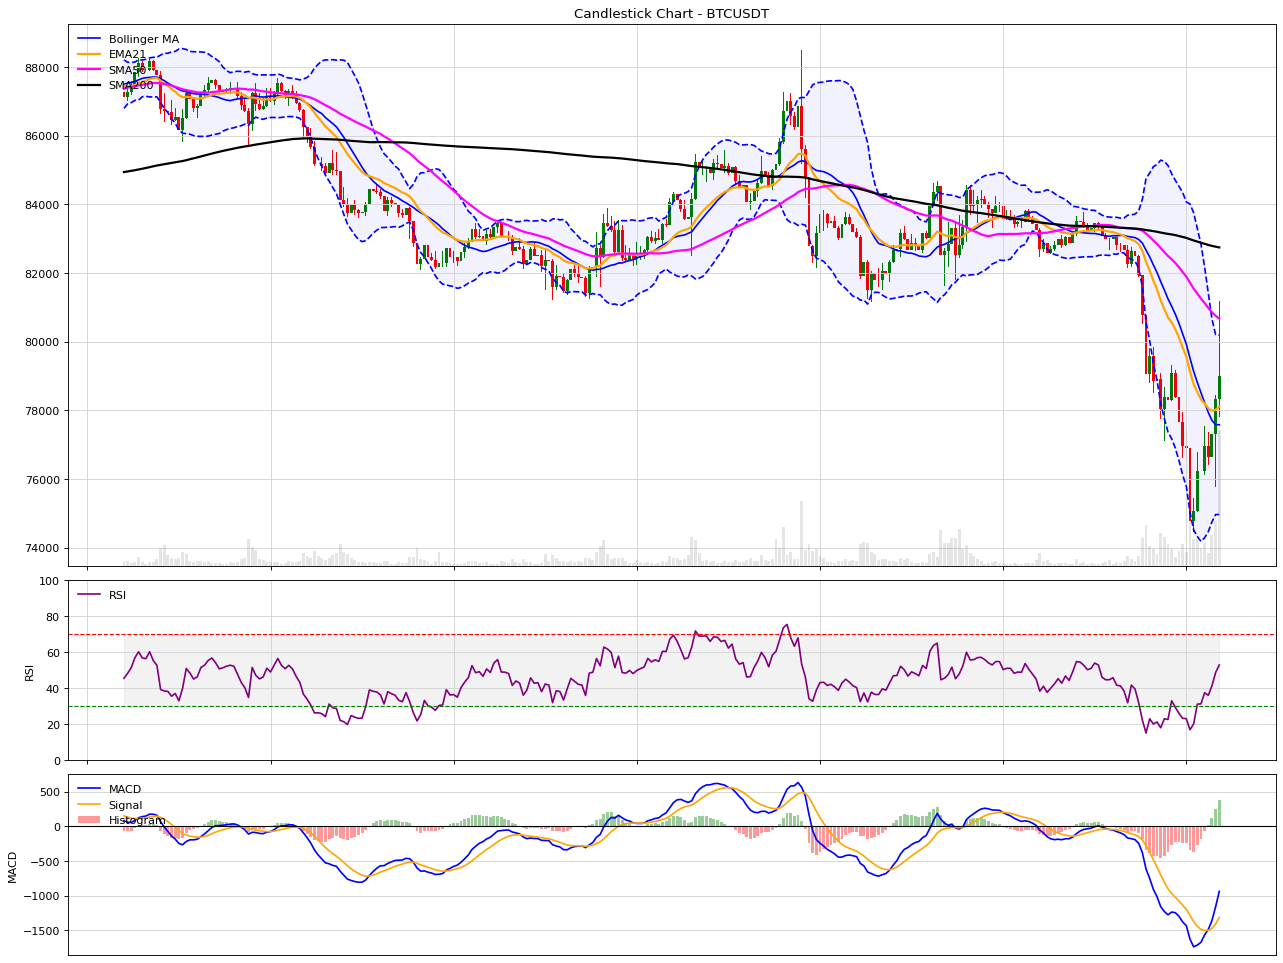 Candlestick Chart - BTCUSDT
Bollinger MA
EMA21
SMA50
SMA200
88000
86000
84000
82000
80000
78000
76000
74000
100
80
60
40
20
0
RSI
RSI
500
0
−500
−1000
−1500
MACD
MACD
Signal
Histogram